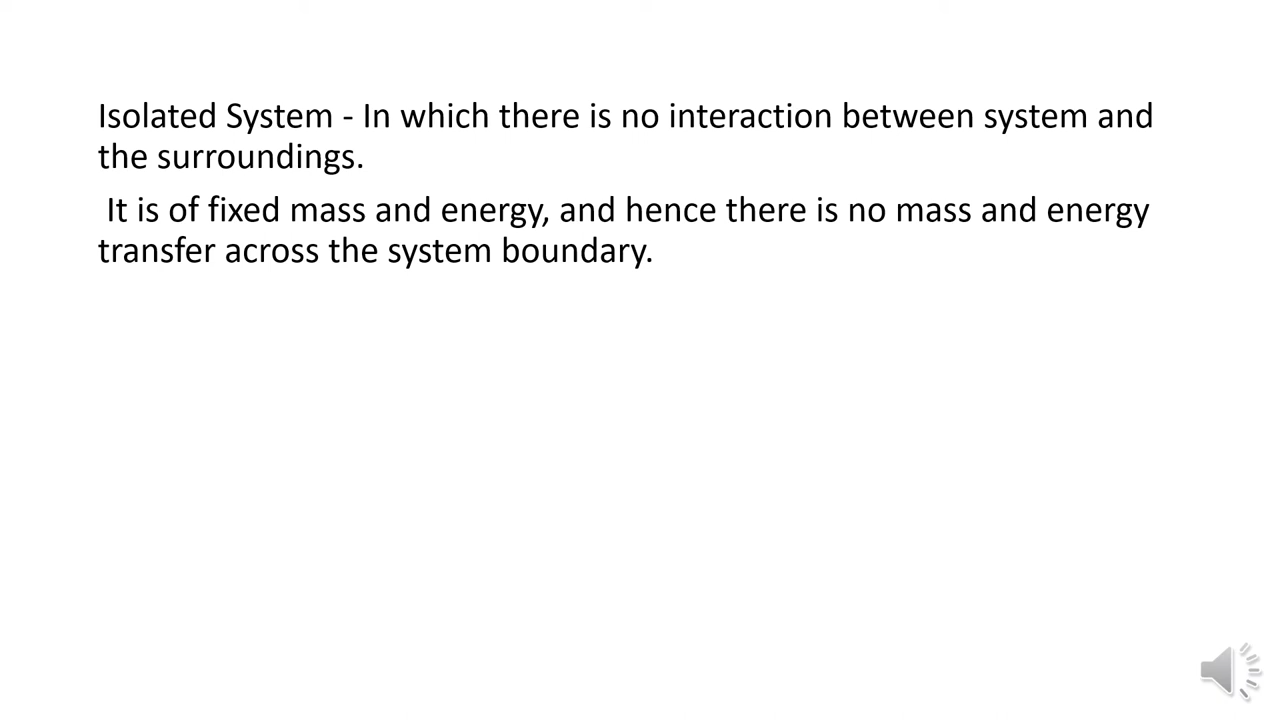 Isolated System - In which there is no interaction between system and
the surroundings.
It is of fixed mass and energy, and hence there is no mass and energy
transfer across the system boundary.